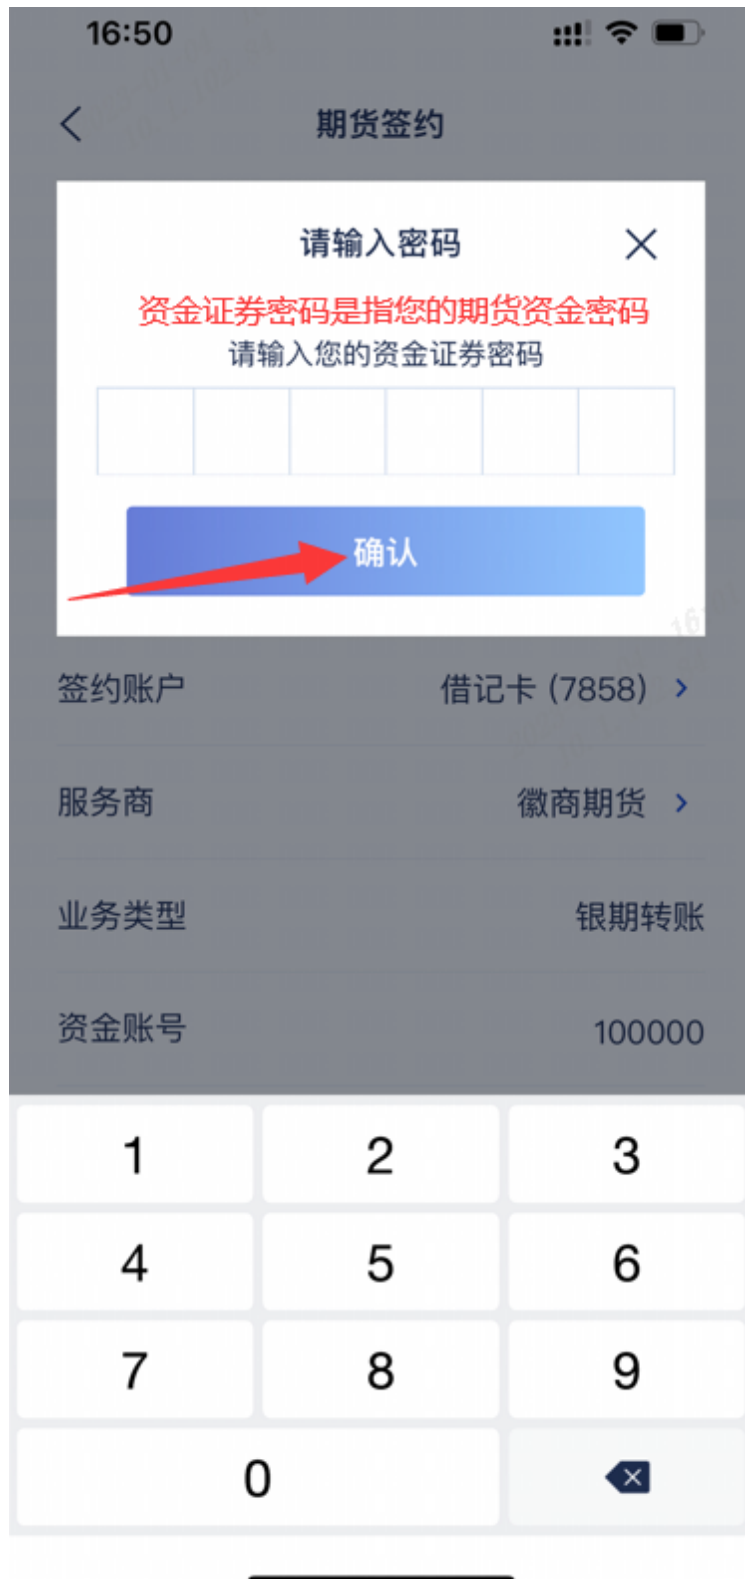 16:50
期货签约
请输入密码
资金证券密码是指您的期货资金密码
请输入您的资金证券密码
确认
签约账户 借记卡 (7858)
服务商 徽商期货
业务类型 银期转账
资金账号 100000
1 2 3
4 5 6
7 8 9
0